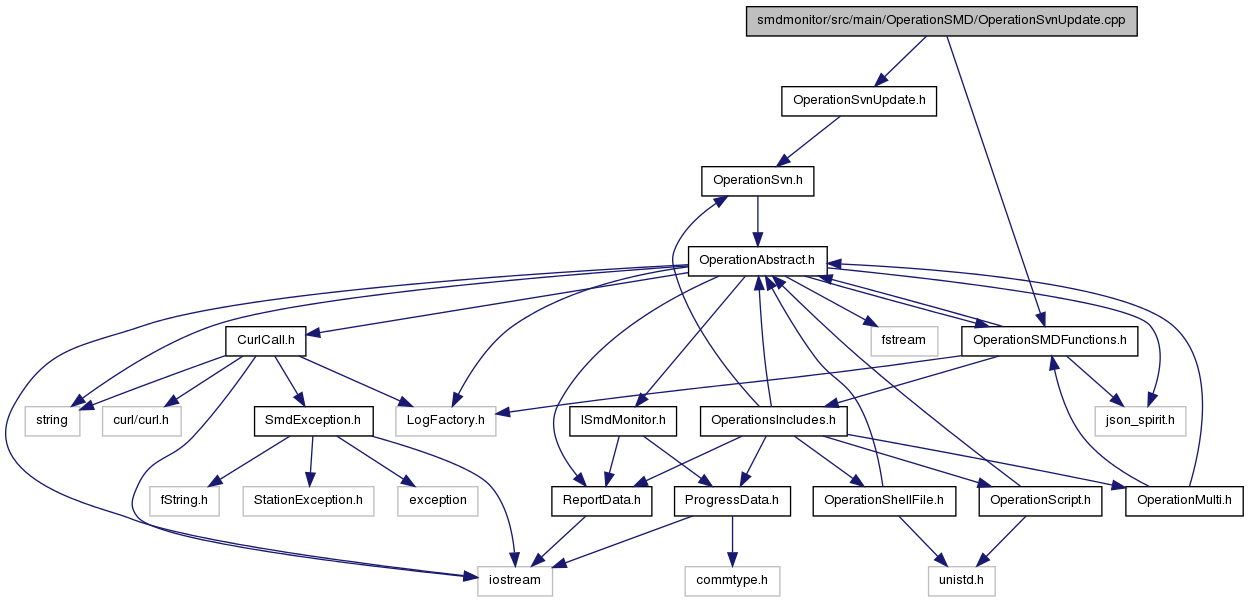 smdmonitor/src/main/OperationSMD/OperationSvnUpdate.cpp
OperationSvnUpdate.h
OperationSvn.h
OperationAbstract.h
CurlCall.h
fstream
OperationSMDFunctions.h
string
curl/curl.h
SmdException.h
LogFactory.h
ISmdMonitor.h
OperationsIncludes.h
json_spirit.h
fString.h
StationException.h
exception
ReportData.h
ProgressData.h
OperationShellFile.h
OperationScript.h
OperationMulti.h
iostream
commtype.h
unistd.h